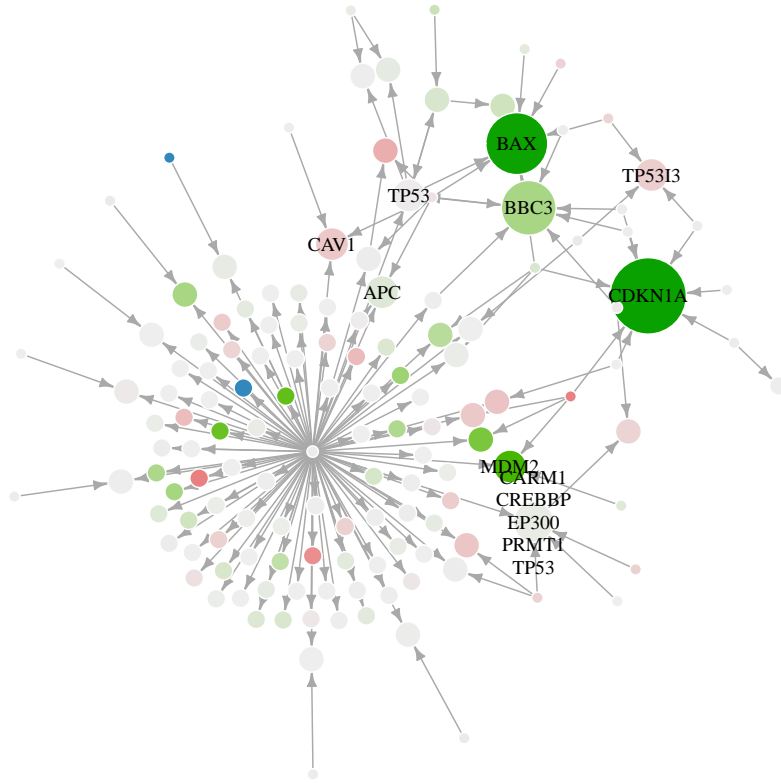 BAX
TP53I3
TP53
BBC3
CAV1
APC
CDKN1A
MDM2
CARM1
CREBBP
EP300
PRMT1
TP53